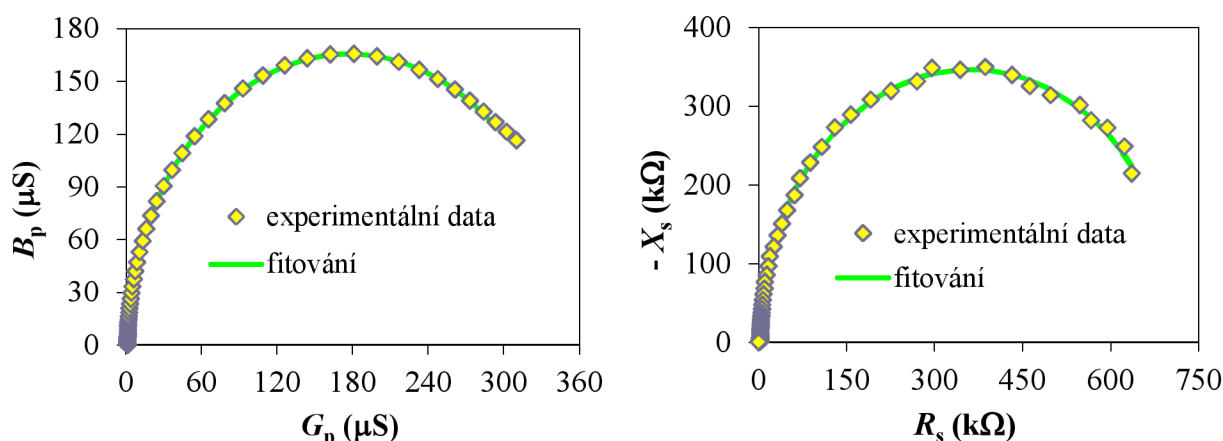 180
150
120
90
60
30
0
B_p (μS)
experimentální data
fitování
0 60 120 180 240 300 360
G_p (μS)
400
300
200
100
0
- X_s (kΩ)
experimentální data
fitování
0 150 300 450 600 750
R_s (kΩ)